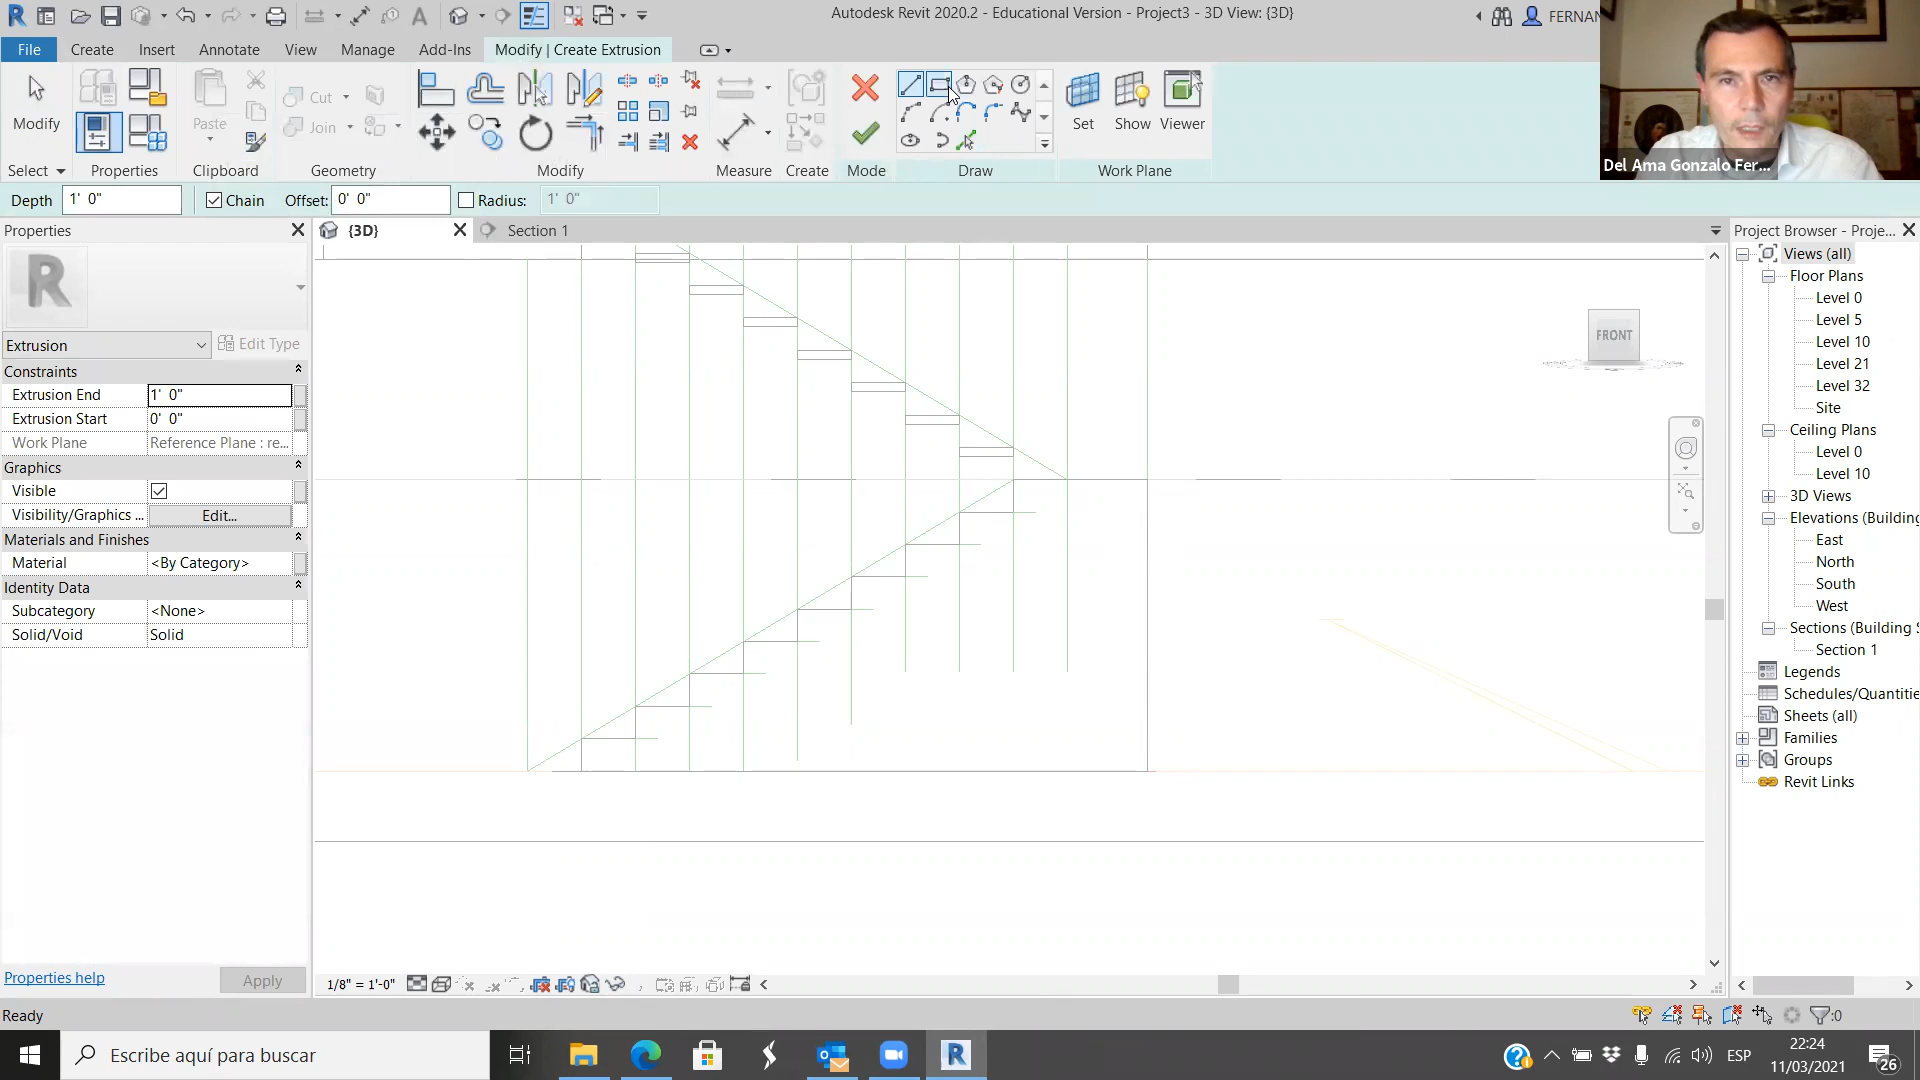 Autodesk Revit 2020.2 - Educational Version - Project3 - 3D View: {3D}
FERNAN
File Create Insert Annotate View Manage Add-Ins Modify | Create Extrusion
Modify
Paste
Cut
Join
Set Show Viewer
Select Properties Clipboard Geometry Modify Measure Create Mode Draw Work Plane
Del Ama Gonzalo Fer...
Depth 1' 0" Chain Offset: 0' 0" Radius: 1' 0"
Properties
{3D}
Section 1
Project Browser - Proje...
R
Extrusion
Edit Type
Constraints
Extrusion End 1' 0"
Extrusion Start 0' 0"
Work Plane Reference Plane : re...
Graphics
Visible
Visibility/Graphics ... Edit...
Materials and Finishes
Material <By Category>
Identity Data
Subcategory <None>
Solid/Void Solid
Properties help
Apply
FRONT
Views (all)
Floor Plans
Level 0
Level 5
Level 10
Level 21
Level 32
Site
Ceiling Plans
Level 0
Level 10
3D Views
Elevations (Building
East
North
South
West
Sections (Building S
Section 1
Legends
Schedules/Quantitie
Sheets (all)
Families
Groups
Revit Links
1/8" = 1'-0"
Ready
:0
Escribe aquí para buscar
R
ESP
22:24
11/03/2021
26